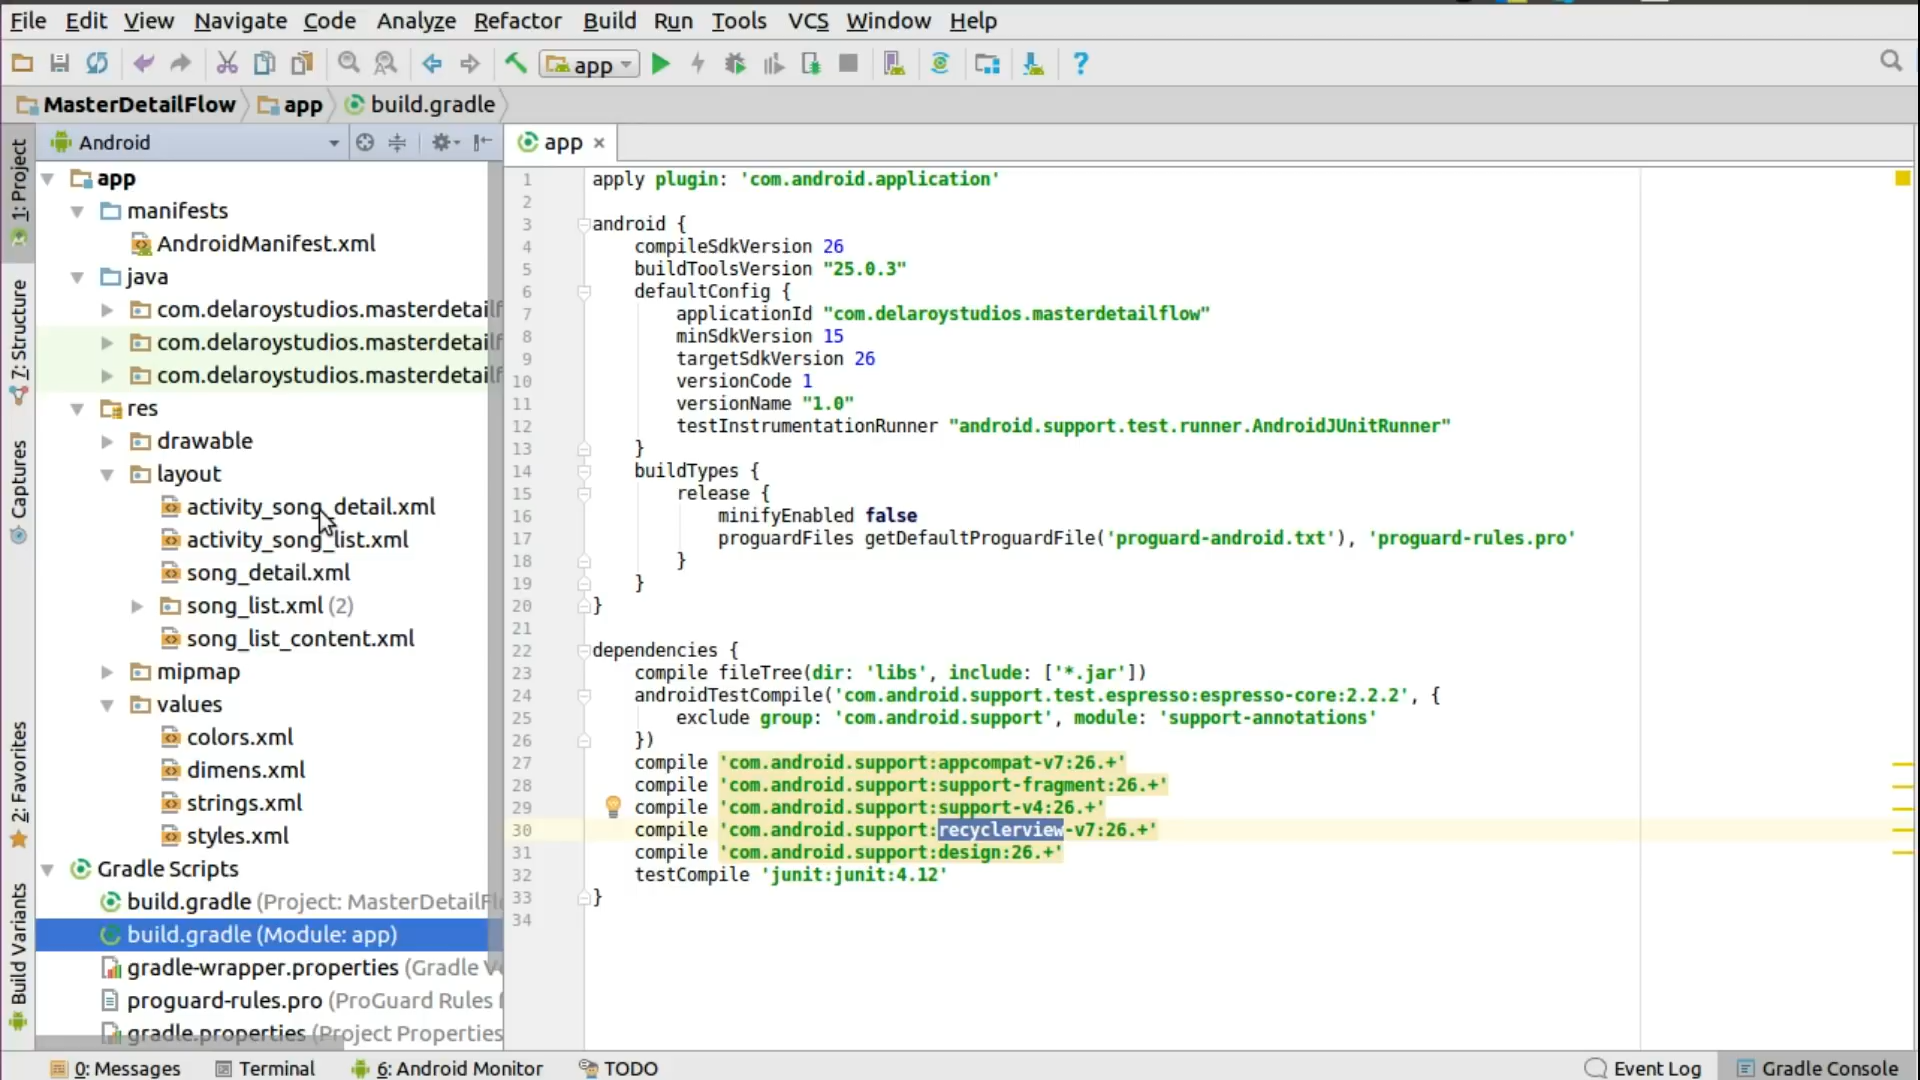 File Edit View Navigate Code Analyze Refactor Build Run Tools VCS Window Help
app
MasterDetailFlow app build.gradle
1: Project
7: Structure
Captures
2: Favorites
Build Variants
Android
app
manifests
AndroidManifest.xml
java
com.delaroystudios.masterdetailf
com.delaroystudios.masterdetailf
com.delaroystudios.masterdetailf
res
drawable
layout
activity_song_detail.xml
activity_song_list.xml
song_detail.xml
song_list.xml (2)
song_list_content.xml
mipmap
values
colors.xml
dimens.xml
strings.xml
styles.xml
Gradle Scripts
build.gradle (Project: MasterDetailFl
build.gradle (Module: app)
gradle-wrapper.properties (Gradle Ve
proguard-rules.pro (ProGuard Rules f
gradle.properties (Project Properties
app
1 apply plugin: 'com.android.application'
2
3 android {
4 compileSdkVersion 26
5 buildToolsVersion "25.0.3"
6 defaultConfig {
7 applicationId "com.delaroystudios.masterdetailflow"
8 minSdkVersion 15
9 targetSdkVersion 26
10 versionCode 1
11 versionName "1.0"
12 testInstrumentationRunner "android.support.test.runner.AndroidJUnitRunner"
13 }
14 buildTypes {
15 release {
16 minifyEnabled false
17 proguardFiles getDefaultProguardFile('proguard-android.txt'), 'proguard-rules.pro'
18 }
19 }
20 }
21
22 dependencies {
23 compile fileTree(dir: 'libs', include: ['*.jar'])
24 androidTestCompile('com.android.support.test.espresso:espresso-core:2.2.2', {
25 exclude group: 'com.android.support', module: 'support-annotations'
26 })
27 compile 'com.android.support:appcompat-v7:26.+'
28 compile 'com.android.support:support-fragment:26.+'
29 compile 'com.android.support:support-v4:26.+'
30 compile 'com.android.support:recyclerview-v7:26.+'
31 compile 'com.android.support:design:26.+'
32 testCompile 'junit:junit:4.12'
33 }
34
0: Messages Terminal 6: Android Monitor TODO Event Log Gradle Console